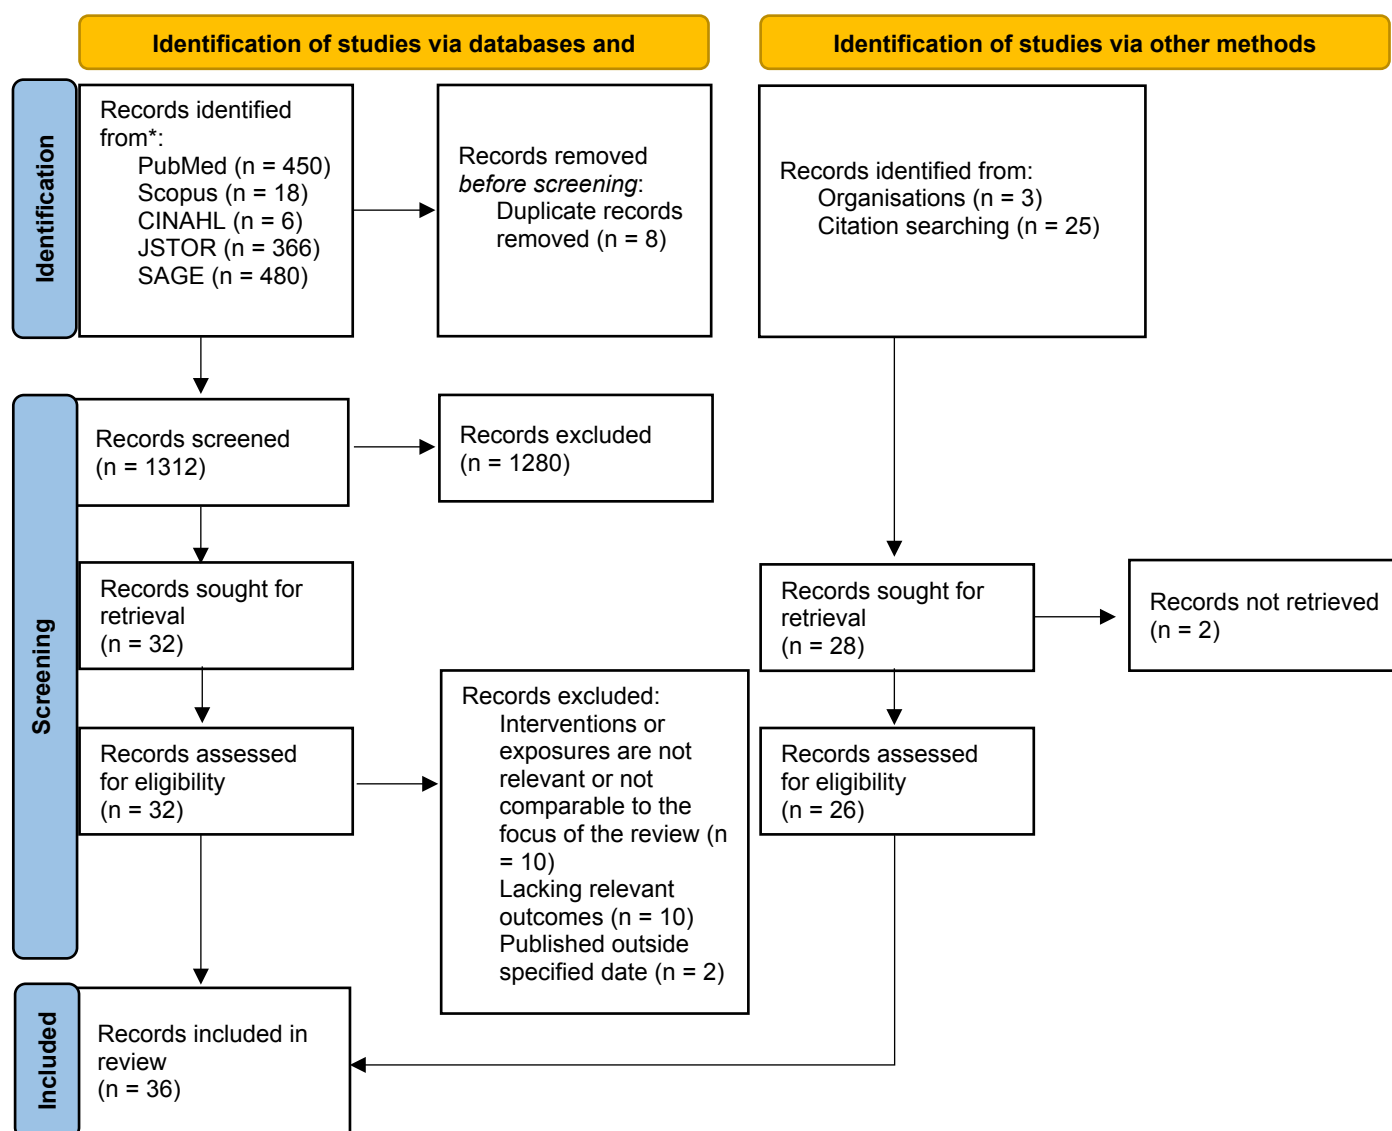 Identification of studies via databases and
Identification of studies via other methods
Identification
Records identified
from*:
PubMed (n = 450)
Scopus (n = 18)
CINAHL (n = 6)
JSTOR (n = 366)
SAGE (n = 480)
Records removed
before screening:
Duplicate records
removed (n = 8)
Records identified from:
Organisations (n = 3)
Citation searching (n = 25)
Screening
Records screened
(n = 1312)
Records excluded
(n = 1280)
Records sought for
retrieval
(n = 32)
Records sought for
retrieval
(n = 28)
Records not retrieved
(n = 2)
Records assessed
for eligibility
(n = 32)
Records excluded:
Interventions or
exposures are not
relevant or not
comparable to the
focus of the review (n
= 10)
Lacking relevant
outcomes (n = 10)
Published outside
specified date (n = 2)
Records assessed
for eligibility
(n = 26)
Included
Records included in
review
(n = 36)